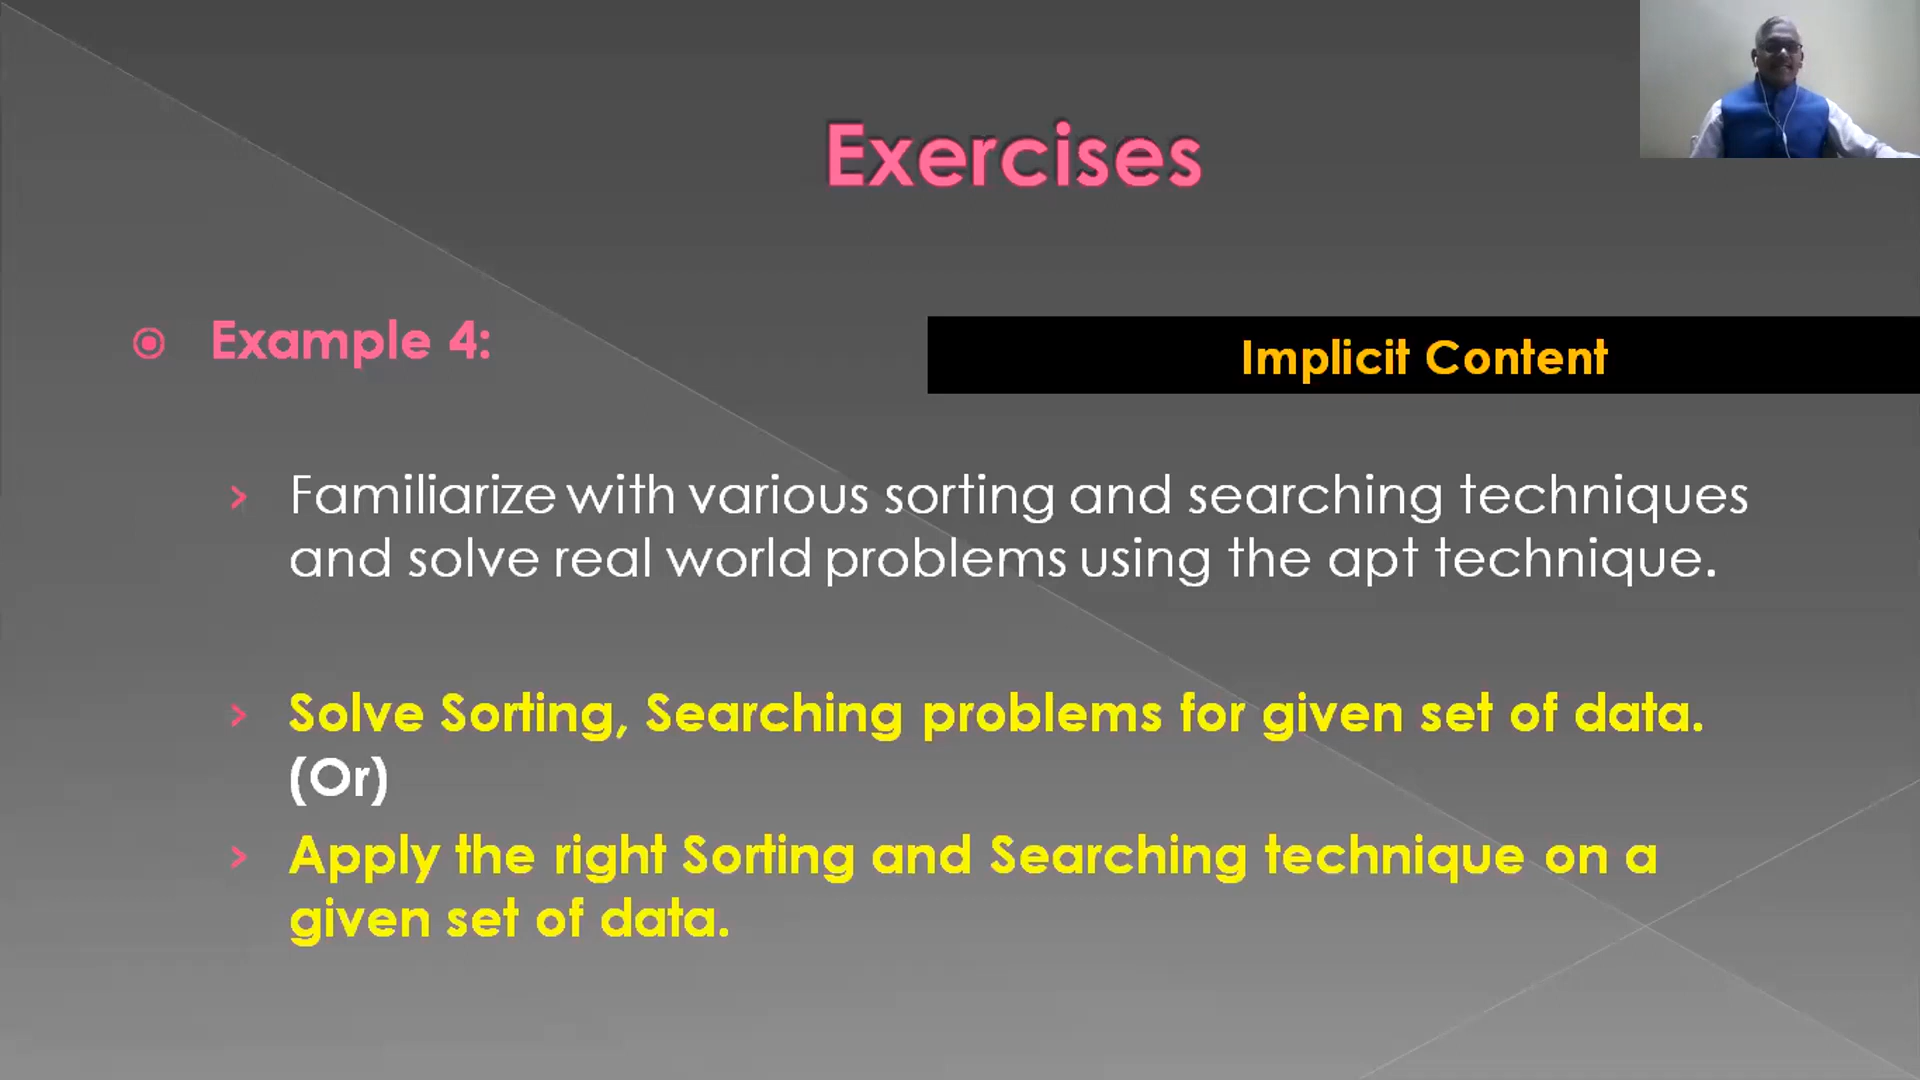 Exercises
Example 4:
Implicit Content
Familiarize with various sorting and searching techniques
and solve real world problems using the apt technique.
Solve Sorting, Searching problems for given set of data.
(Or)
Apply the right Sorting and Searching technique on a
given set of data.